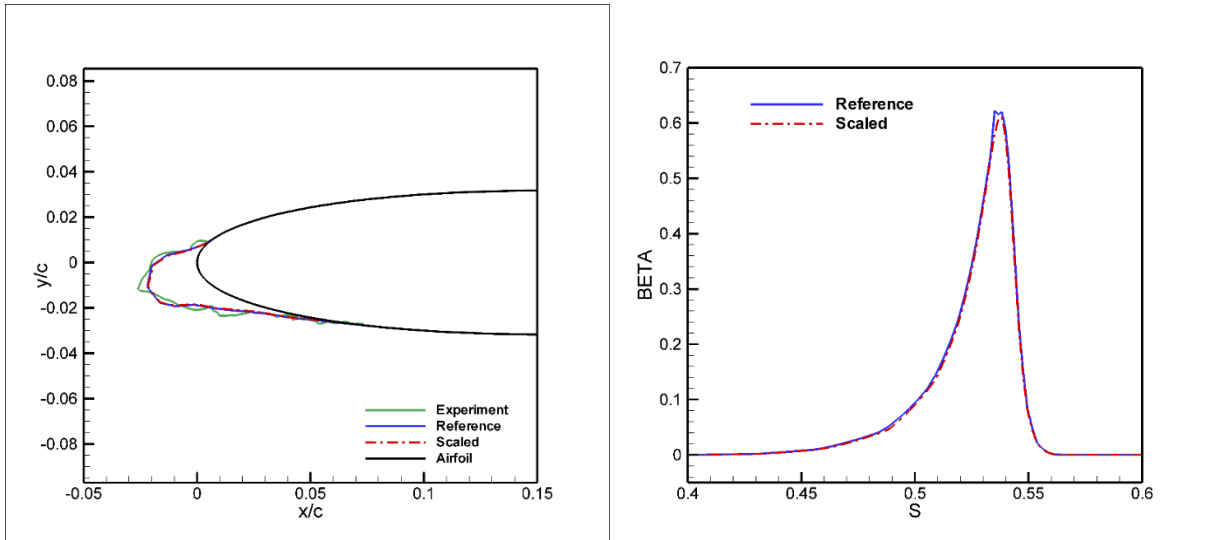 0.08
0.06
0.04
0.02
0
-0.02
-0.04
-0.06
-0.08
y/c
-0.05
0
0.05
0.1
0.15
x/c
Experiment
Reference
Scaled
Airfoil
0.7
0.6
0.5
0.4
0.3
0.2
0.1
0
BETA
0.4
0.45
0.5
0.55
0.6
S
Reference
Scaled